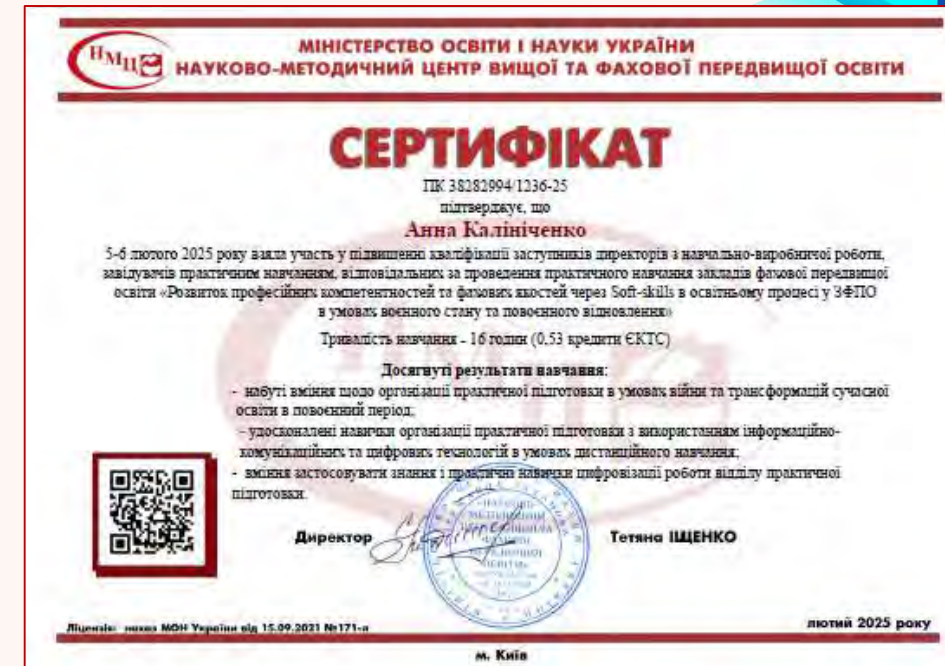 НМЦ
МІНІСТЕРСТВО ОСВІТИ І НАУКИ УКРАЇНИ
НАУКОВО-МЕТОДИЧНИЙ ЦЕНТР ВИЩОЇ ТА ФАХОВОЇ ПЕРЕДВИЩОЇ ОСВІТИ
СЕРТИФІКАТ
ПК 38282994/1236-25
підтверджує, що
Анна Калініченко
5-6 лютого 2025 року взяла участь у підвищенні кваліфікації заступників директорів з навчально-виробничої роботи,
завідувачів практичним навчанням, відповідальних за проведення практичного навчання закладів фахової передвищої
освіти «Розвиток професійних компетентностей та фахових якостей через Soft-skills в освітньому процесі у ЗФПО
в умовах воєнного стану та повоєнного відновлення»
Тривалість навчання - 16 годин (0,53 кредити ЄКТС)
Досягнуті результати навчання:
- набуті вміння щодо організації практичної підготовки в умовах війни та трансформацій сучасної
освіти в повоєнний період;
- удосконалені навички організації практичної підготовки з використанням інформаційно-
комунікаційних та цифрових технологій в умовах дистанційного навчання;
- вміння застосовувати знання і практичні навички цифровізації роботи відділу практичної
підготовки.
Директор
Тетяна ІЩЕНКО
Ліцензія: наказ МОН України від 15.09.2021 №171-л
лютий 2025 року
м. Київ